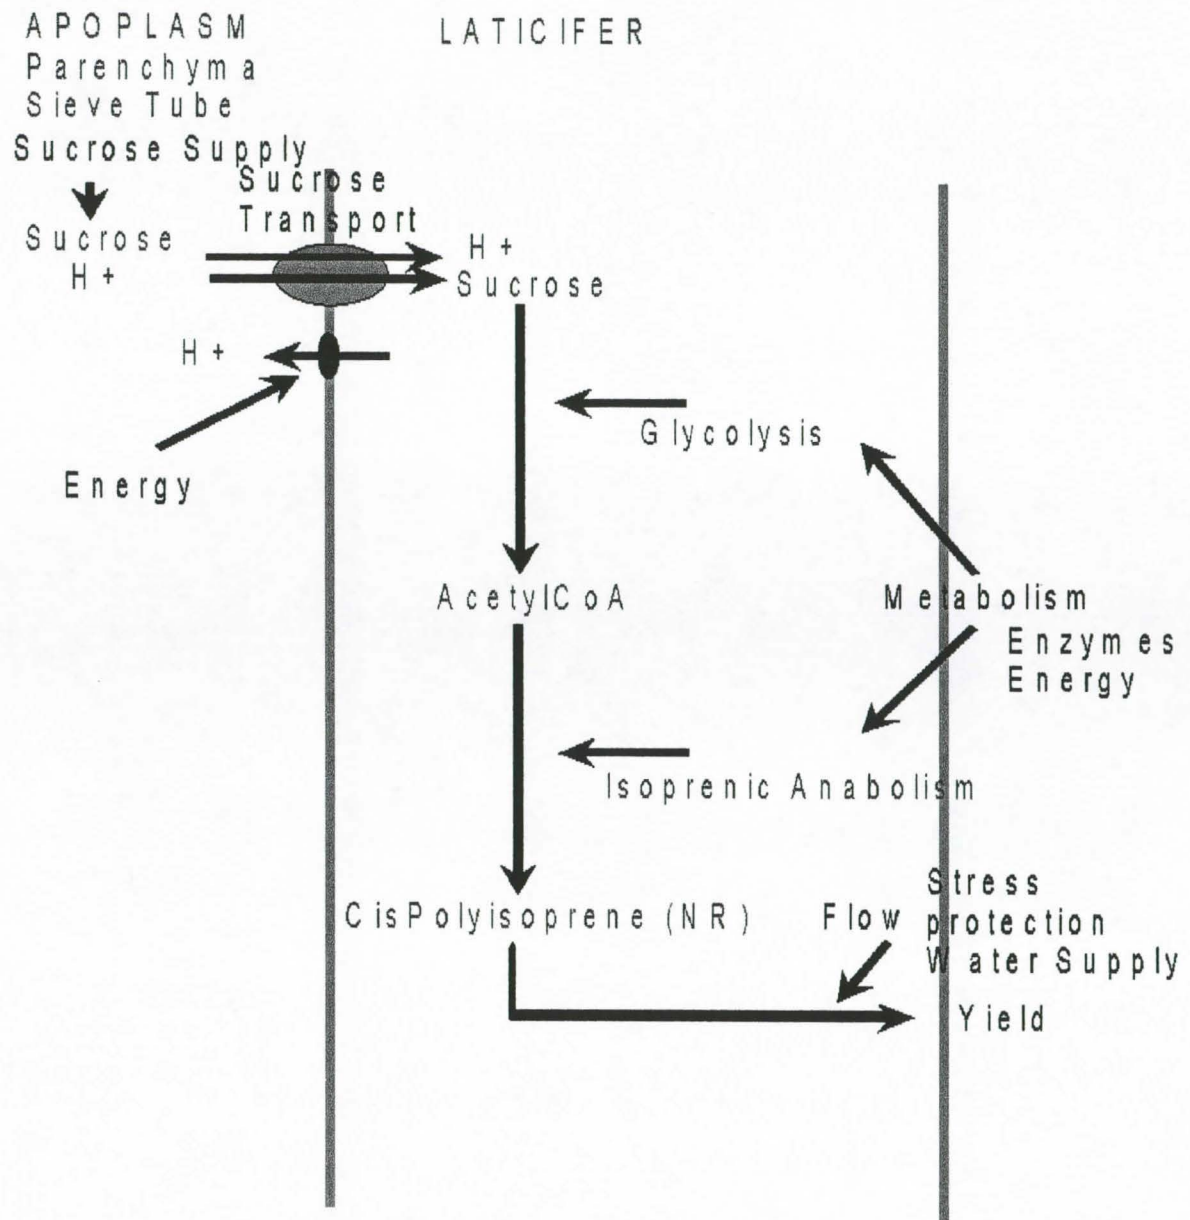 APOPLASM
Parenchyma
Sieve Tube
Sucrose Supply
LATICIFER
Sucrose
Transport
Sucrose
H+
H+
Sucrose
H+
Energy
Glycolysis
AcetylCoA
Metabolism
Enzymes
Energy
Isoprenic Anabolism
CisPolyisoprene (NR)
Flow
Stress
protection
Water Supply
Yield